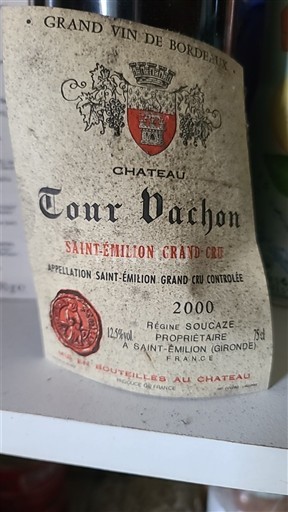 • GRAND VIN DE BORDEAUX
CHATEAU
Tour Vachon
SAINT-ÉMILION GRAND CRU
APPELLATION SAINT-ÉMILION GRAND CRU CONTRÔLÉE
2000
RÉGINE SOUCAZE
12,5%vol. PROPRIÉTAIRE 75cl
A SAINT-ÉMILION (GIRONDE)
FRANCE
MIS EN BOUTEILLES AU CHATEAU
PRODUCE OF FRANCE